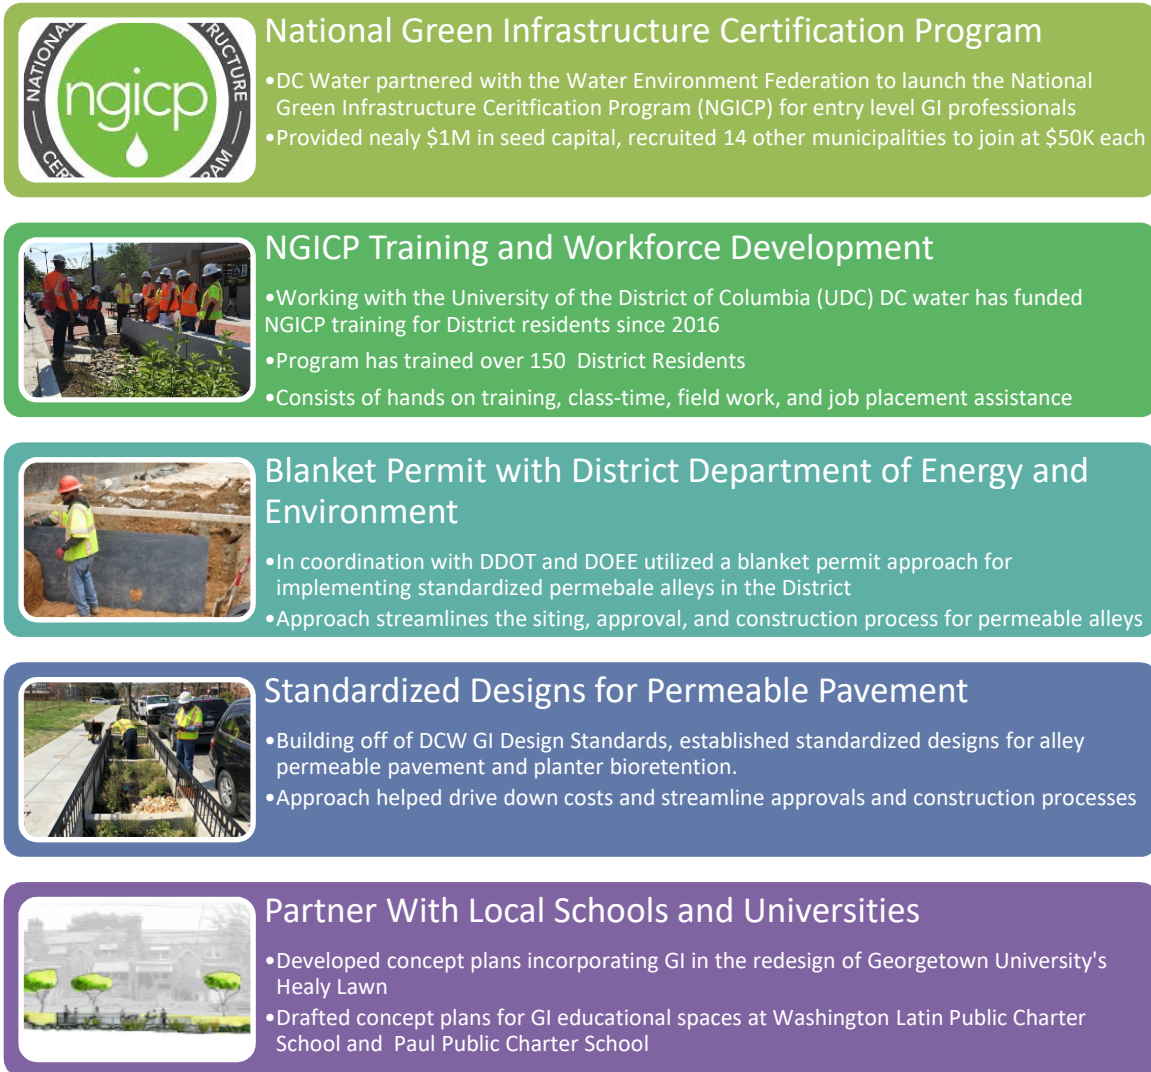 NATIONAL
RUCTURE
ngicp
CER
RAM
National Green Infrastructure Certification Program
•DC Water partnered with the Water Environment Federation to launch the National
Green Infrastructure Ceritfication Program (NGICP) for entry level GI professionals
•Provided nealy $1M in seed capital, recruited 14 other municipalities to join at $50K each
NGICP Training and Workforce Development
•Working with the University of the District of Columbia (UDC) DC water has funded
NGICP training for District residents since 2016
•Program has trained over 150 District Residents
•Consists of hands on training, class-time, field work, and job placement assistance
Blanket Permit with District Department of Energy and
Environment
•In coordination with DDOT and DOEE utilized a blanket permit approach for
implementing standardized permebale alleys in the District
•Approach streamlines the siting, approval, and construction process for permeable alleys
Standardized Designs for Permeable Pavement
•Building off of DCW GI Design Standards, established standardized designs for alley
permeable pavement and planter bioretention.
•Approach helped drive down costs and streamline approvals and construction processes
Partner With Local Schools and Universities
•Developed concept plans incorporating GI in the redesign of Georgetown University's
Healy Lawn
•Drafted concept plans for GI educational spaces at Washington Latin Public Charter
School and Paul Public Charter School